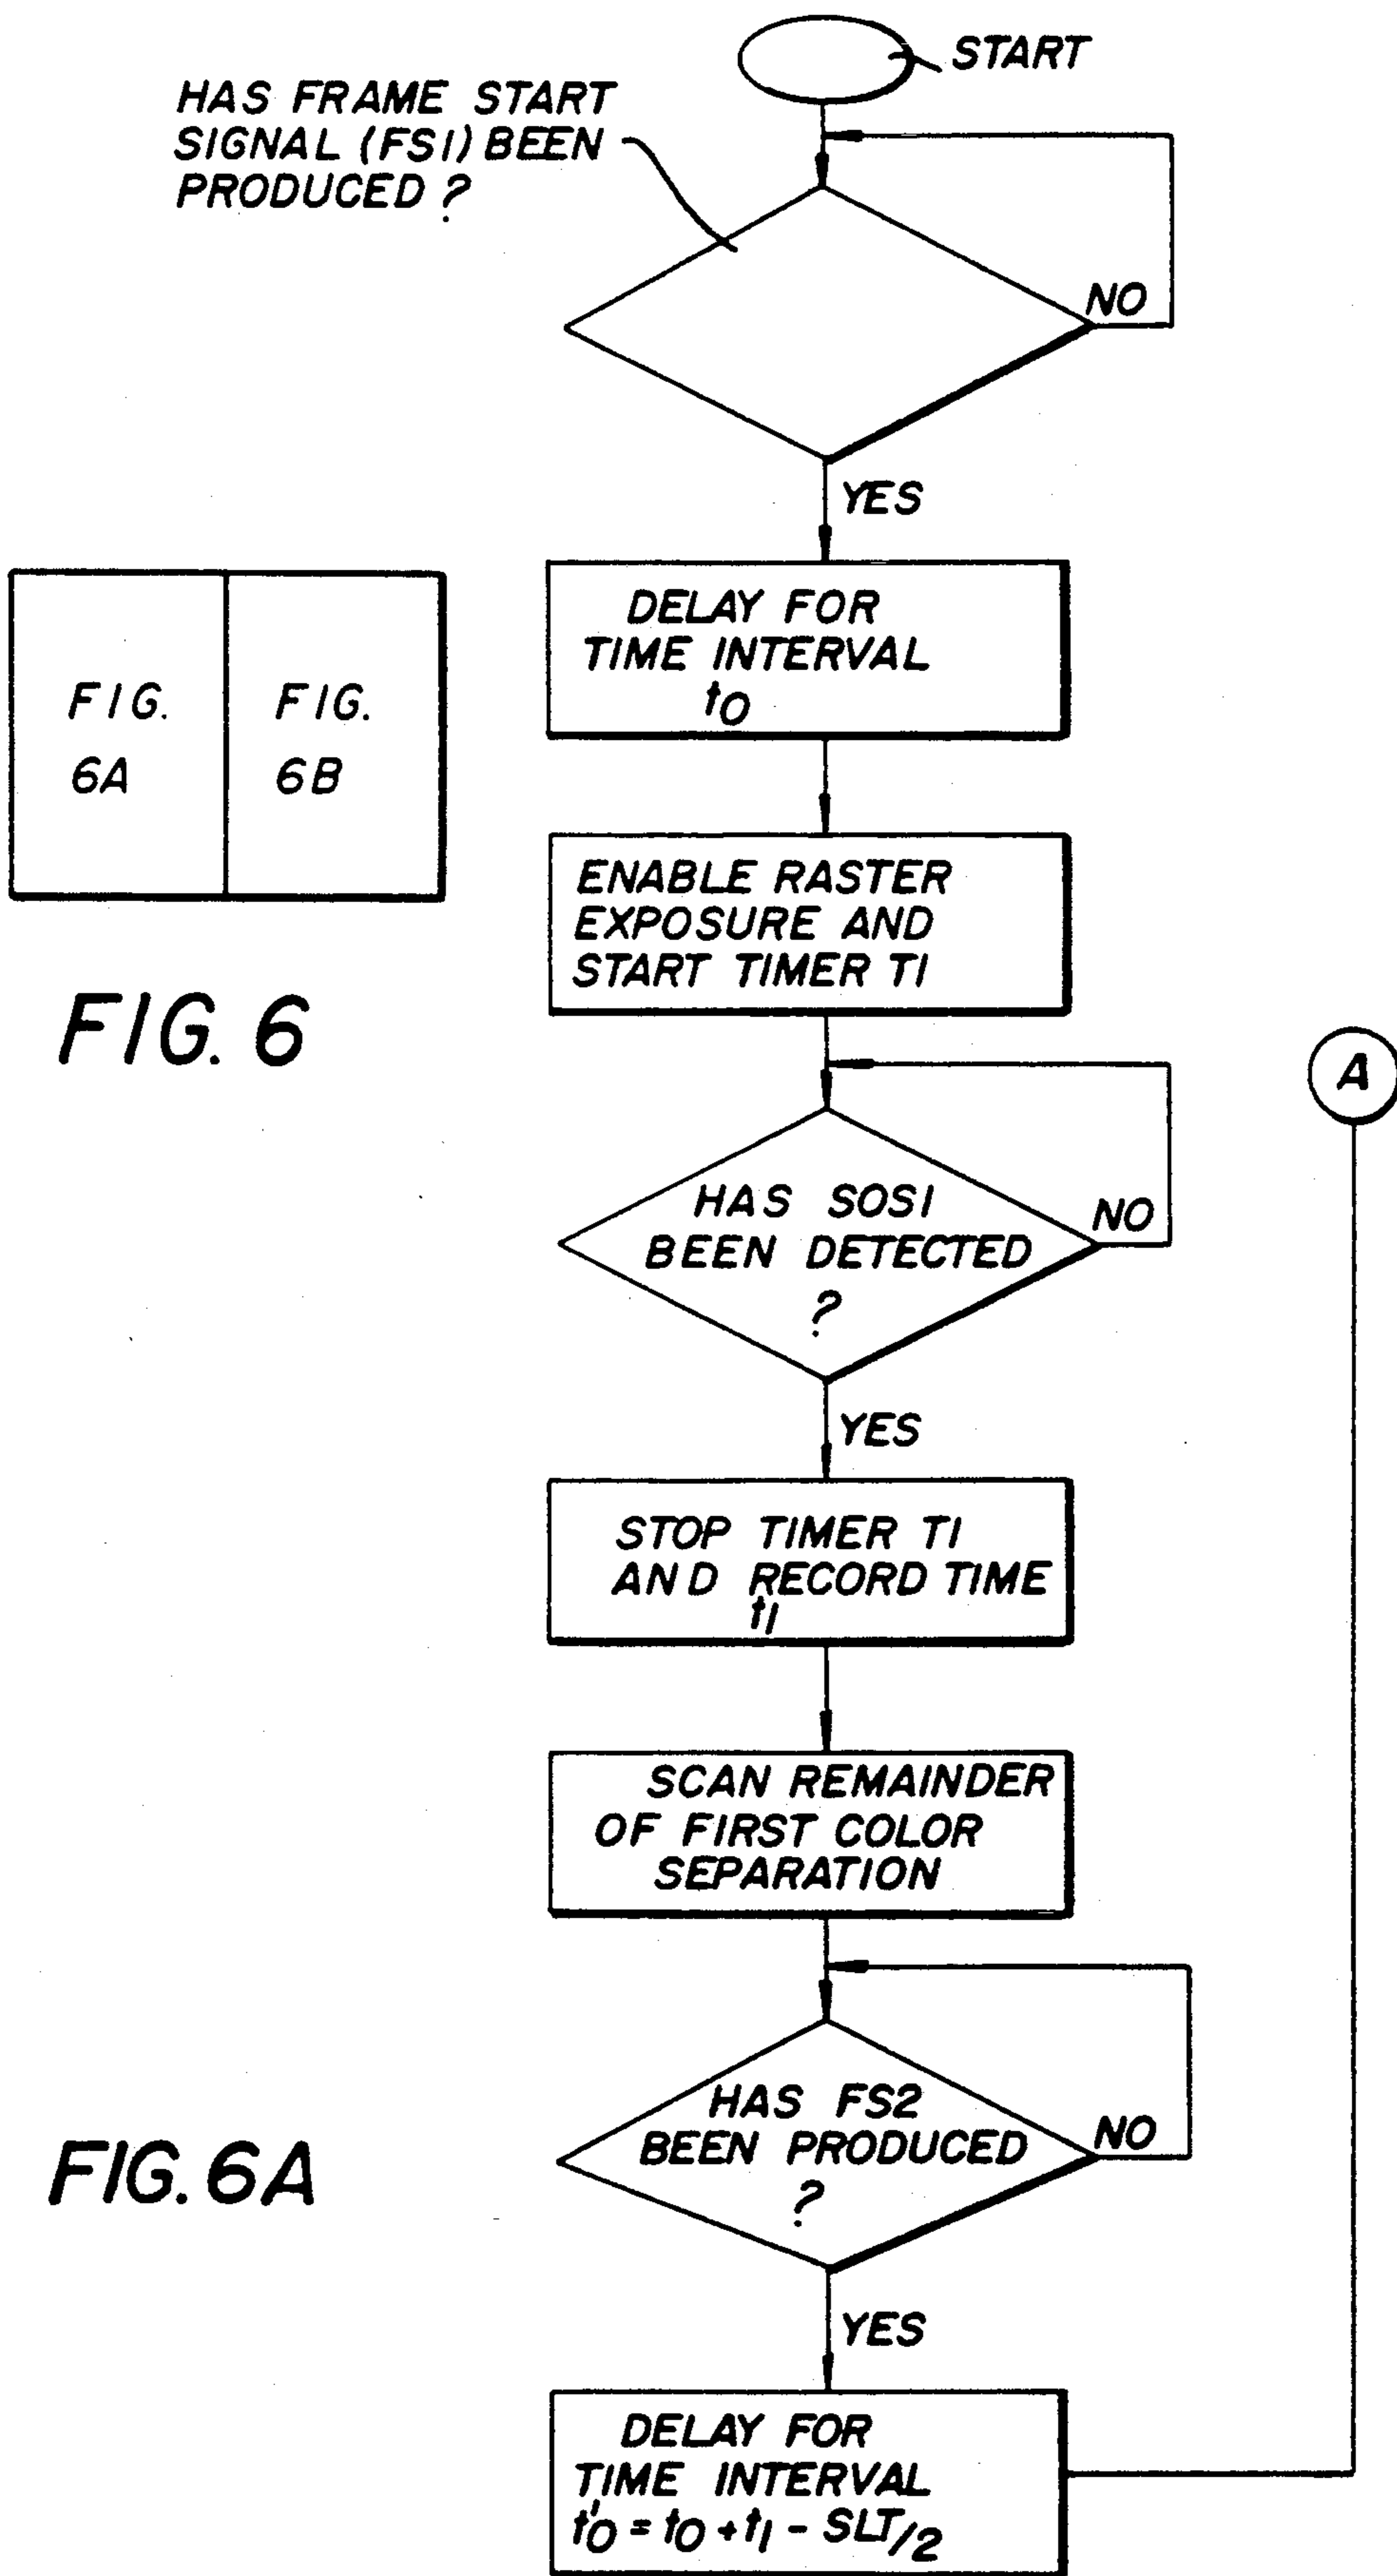 START
HAS FRAME START
SIGNAL (FS1) BEEN
PRODUCED ?
NO
YES
DELAY FOR
TIME INTERVAL
t0
FIG.
6A
FIG.
6B
FIG. 6
ENABLE RASTER
EXPOSURE AND
START TIMER T1
A
HAS SOS1
BEEN DETECTED
?
NO
YES
STOP TIMER T1
AND RECORD TIME
t1
SCAN REMAINDER
OF FIRST COLOR
SEPARATION
HAS FS2
BEEN PRODUCED
?
NO
FIG. 6A
YES
DELAY FOR
TIME INTERVAL
t'0 = t0 + t1 - SLT/2